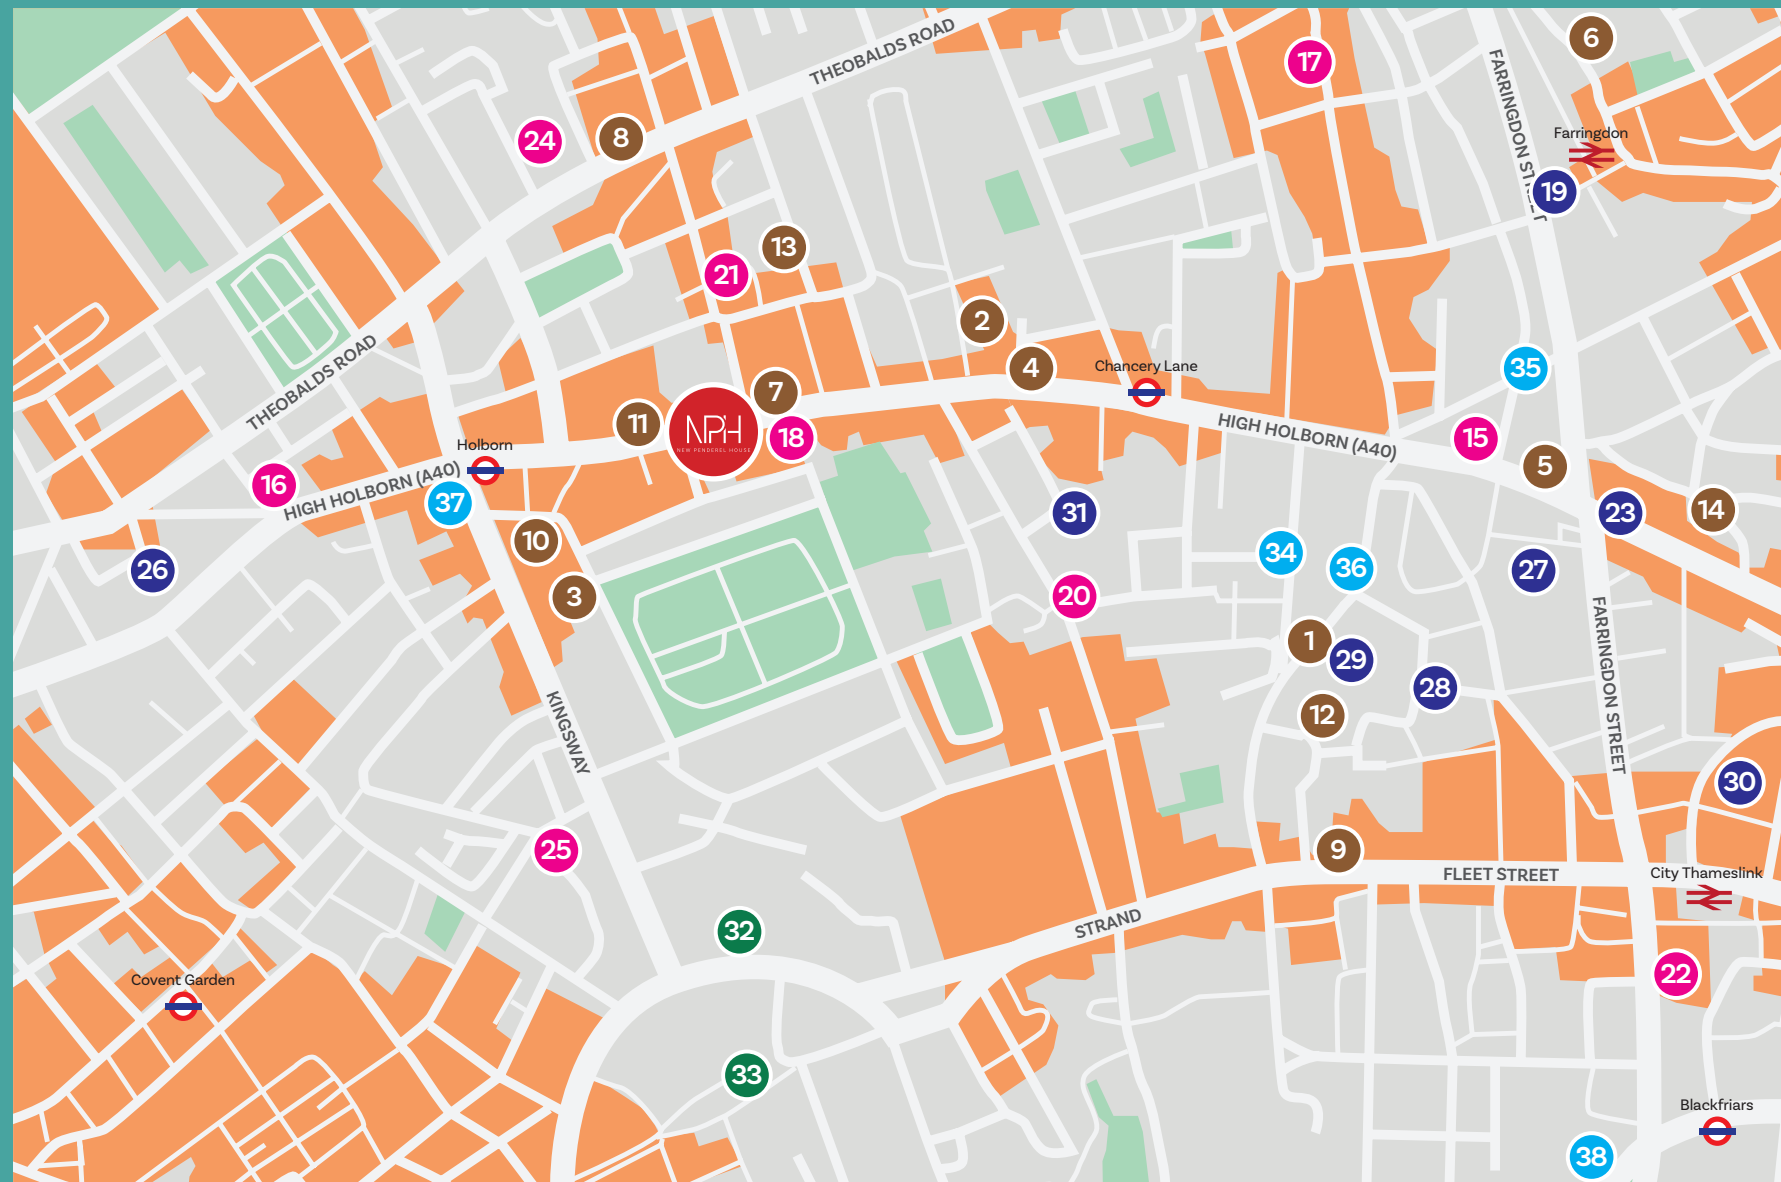 THEOBALDS ROAD
17
FARRINGDON STREET
6
Farringdon
24
8
19
13
21
2
4
Chancery Lane
35
THEOBALDS ROAD
7
11
NPH
NEW PENDEREL HOUSE
18
HIGH HOLBORN (A40)
15
5
Holborn
16
HIGH HOLBORN (A40)
37
31
23
14
10
34
36
27
26
3
20
1
29
28
12
KINGSWAY
FARRINGDON STREET
30
25
9
FLEET STREET
City Thameslink
STRAND
32
22
Covent Garden
33
Blackfriars
38